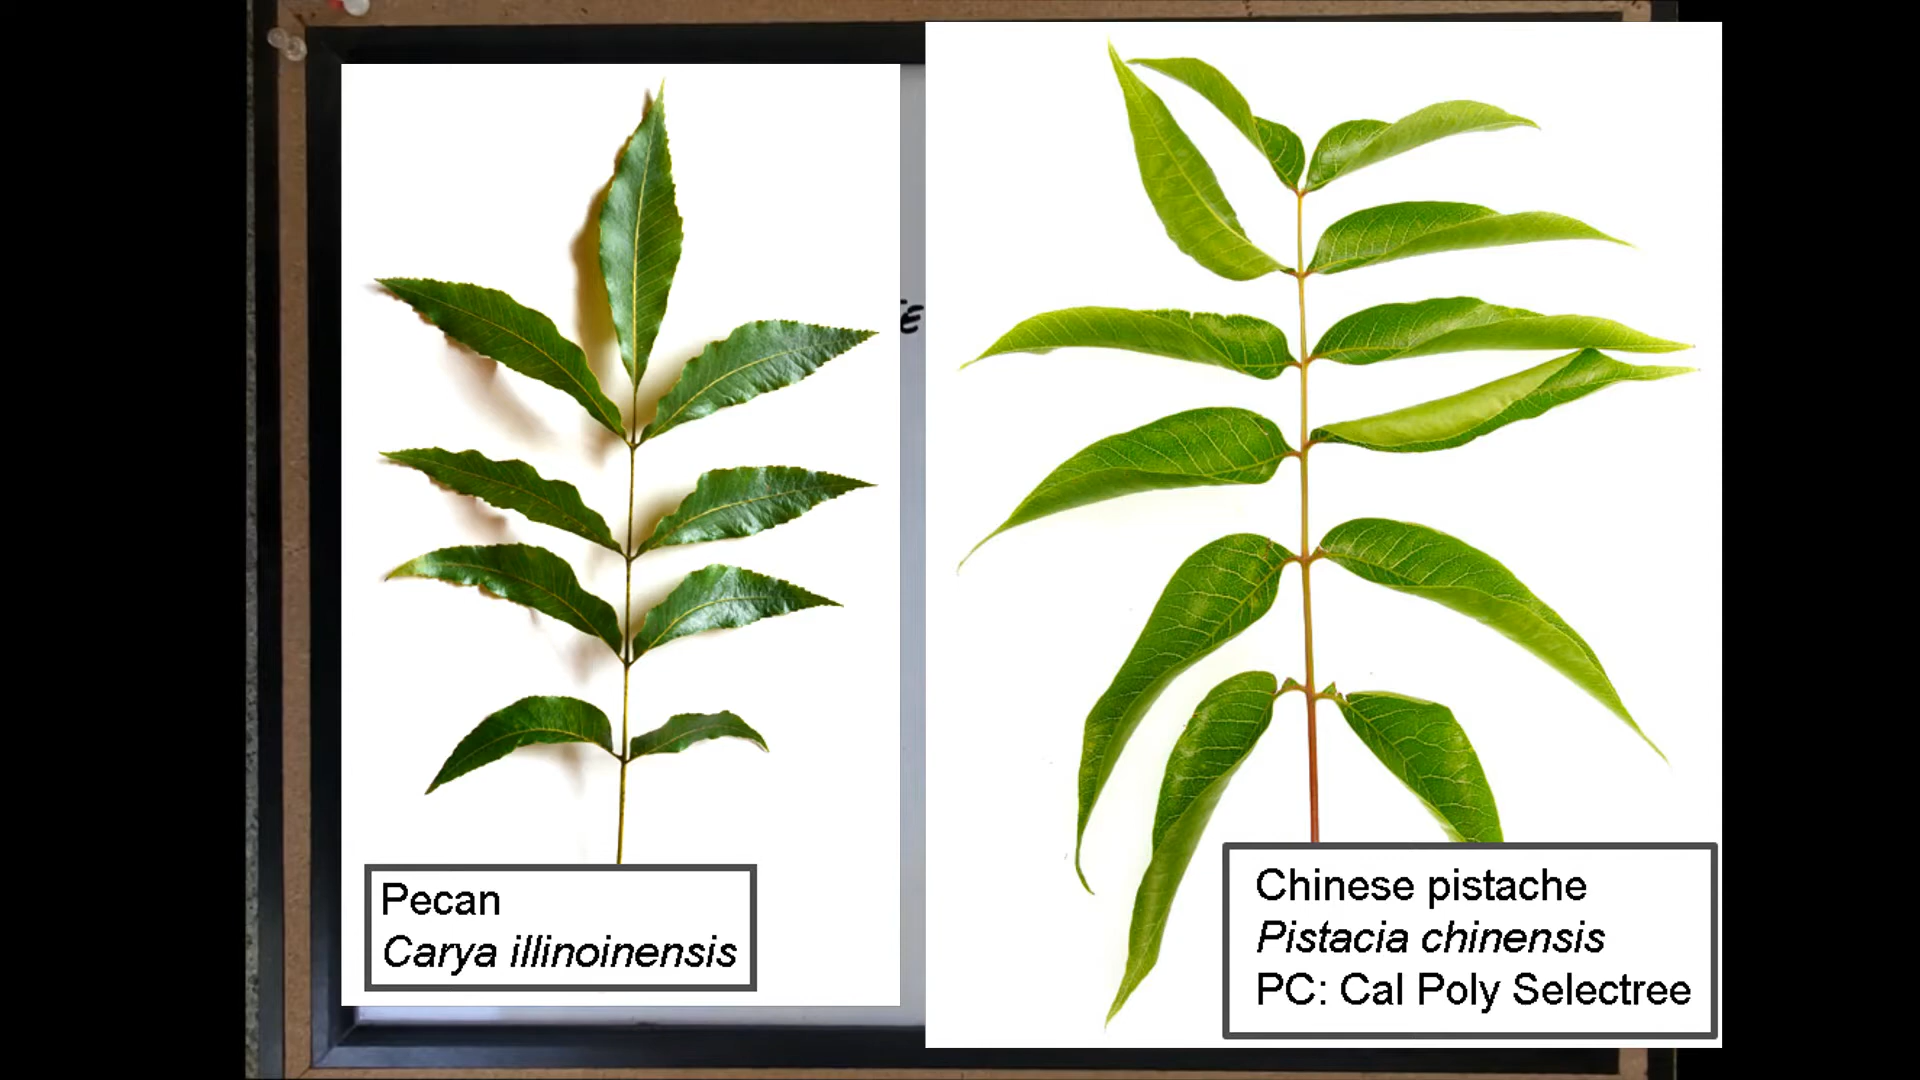 Pecan
Carya illinoinensis
Chinese pistache
Pistacia chinensis
PC: Cal Poly Selectree